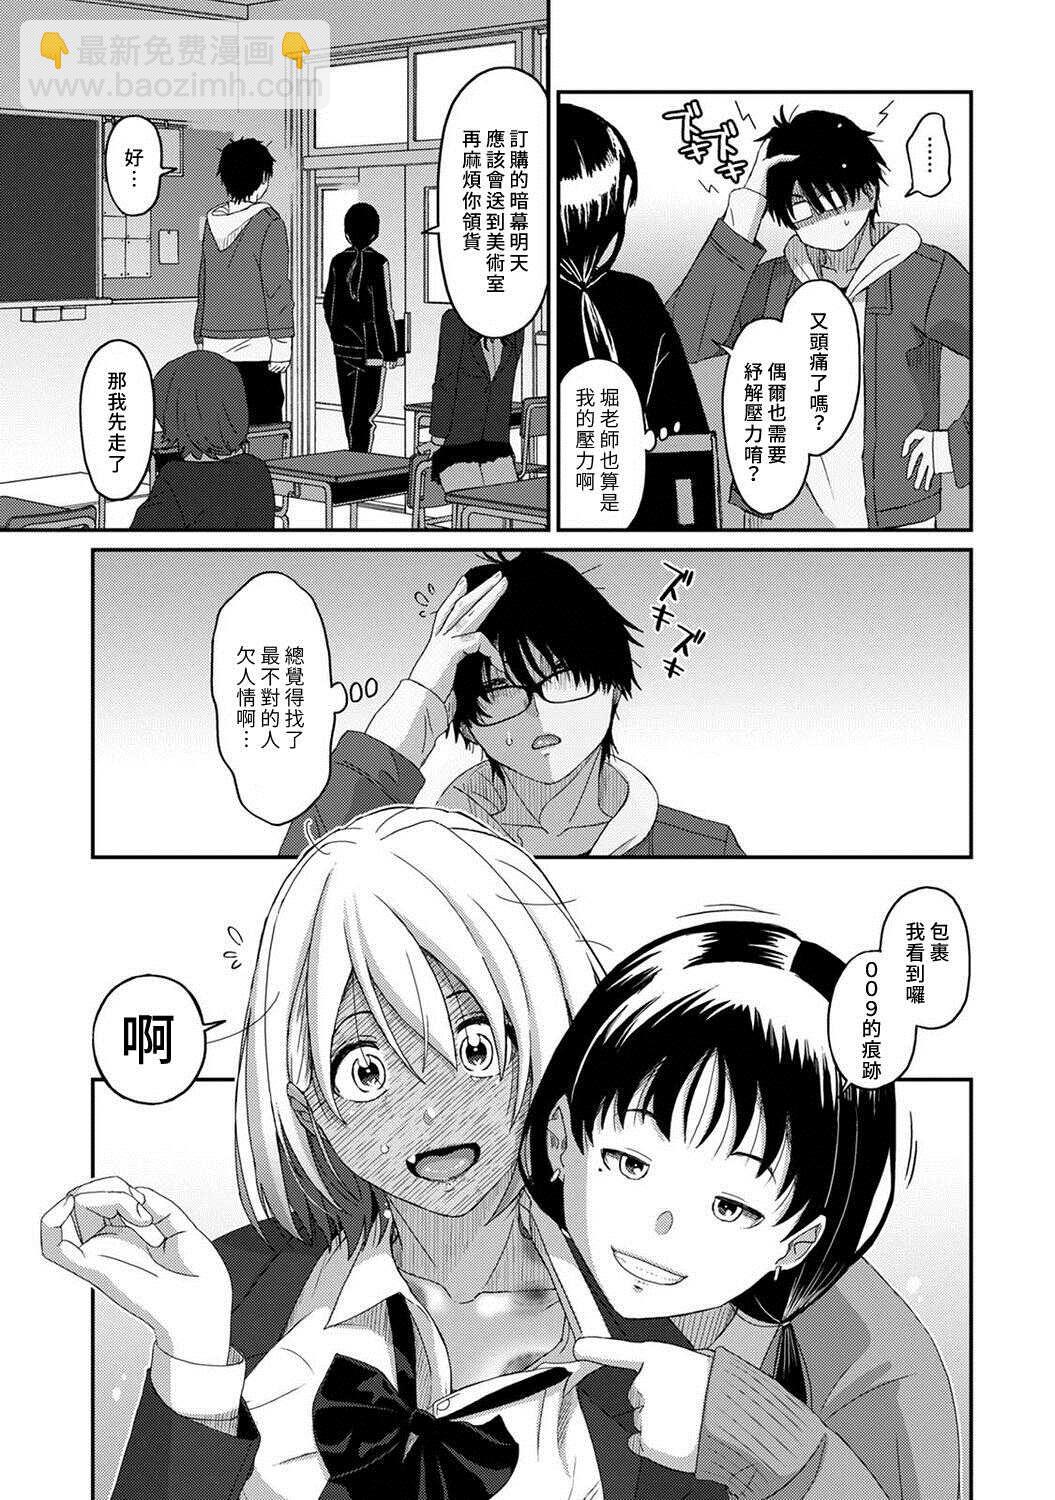 最新免费漫画
www.baozimh.com
……
ズキズキ
又頭痛了嗎？
偶爾也需要
紓解壓力唷？
堀老師也算是
我的壓力啊
訂購的暗幕明天
應該會送到美術室
再麻煩你領貨
好…
那我先走了
ズキズキ
總覺得找了
最不對的人
欠人情啊…
包裹
我看到囉
009的痕跡
啊